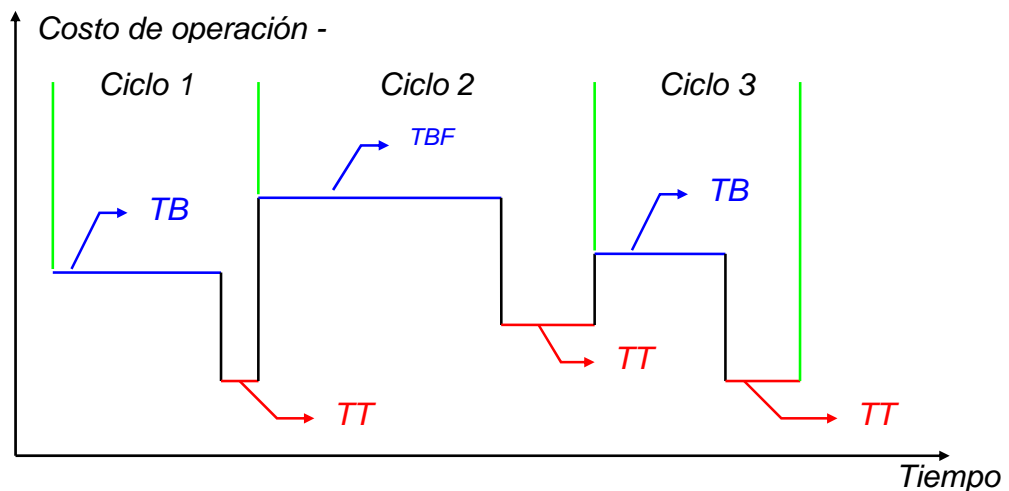 Costo de operación -
Ciclo 1
Ciclo 2
Ciclo 3
TBF
TB
TB
TT
TT
TT
Tiempo